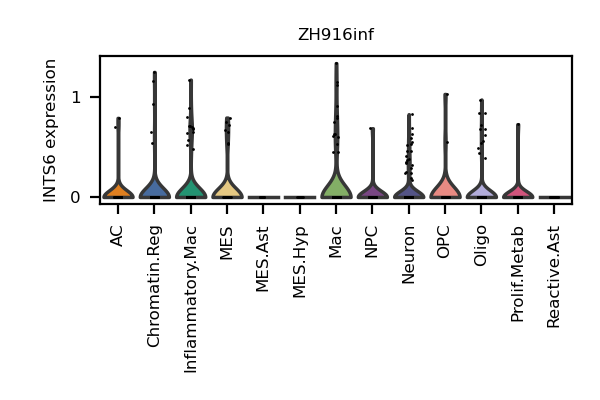 ZH916inf
INTS6 expression
1
0
AC
Chromatin.Reg
Inflammatory.Mac
MES
MES.Ast
MES.Hyp
Mac
NPC
Neuron
OPC
Oligo
Prolif.Metab
Reactive.Ast